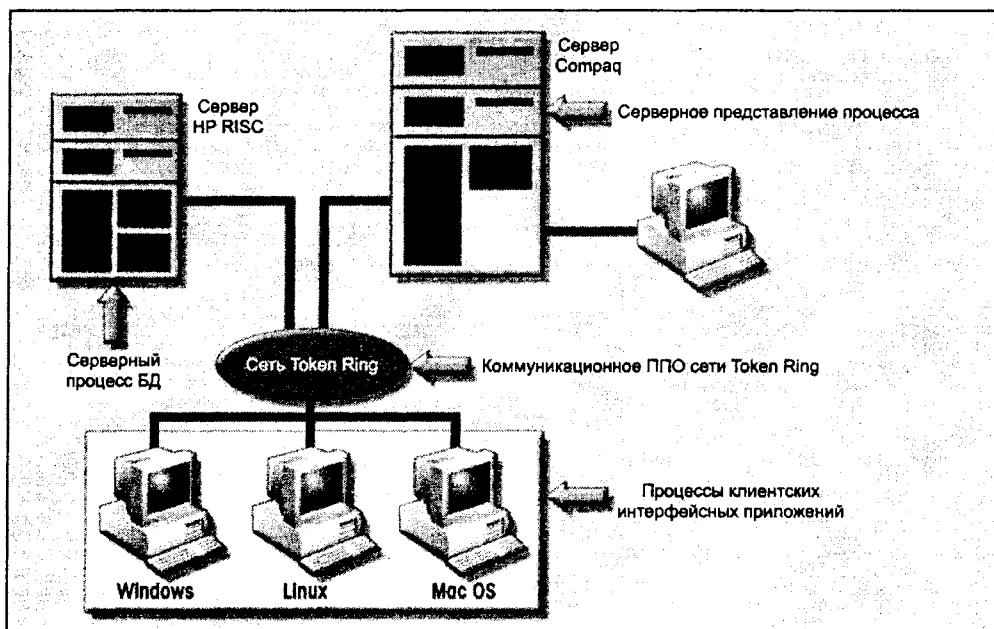 Сервер
Compaq
Сервер
HP RISC
Серверное представление процесса
Серверный
процесс БД
Сеть Token Ring
Коммуникационное ППО сети Token Ring
Процессы клиентских
интерфейсных приложений
Windows
Linux
Mac OS